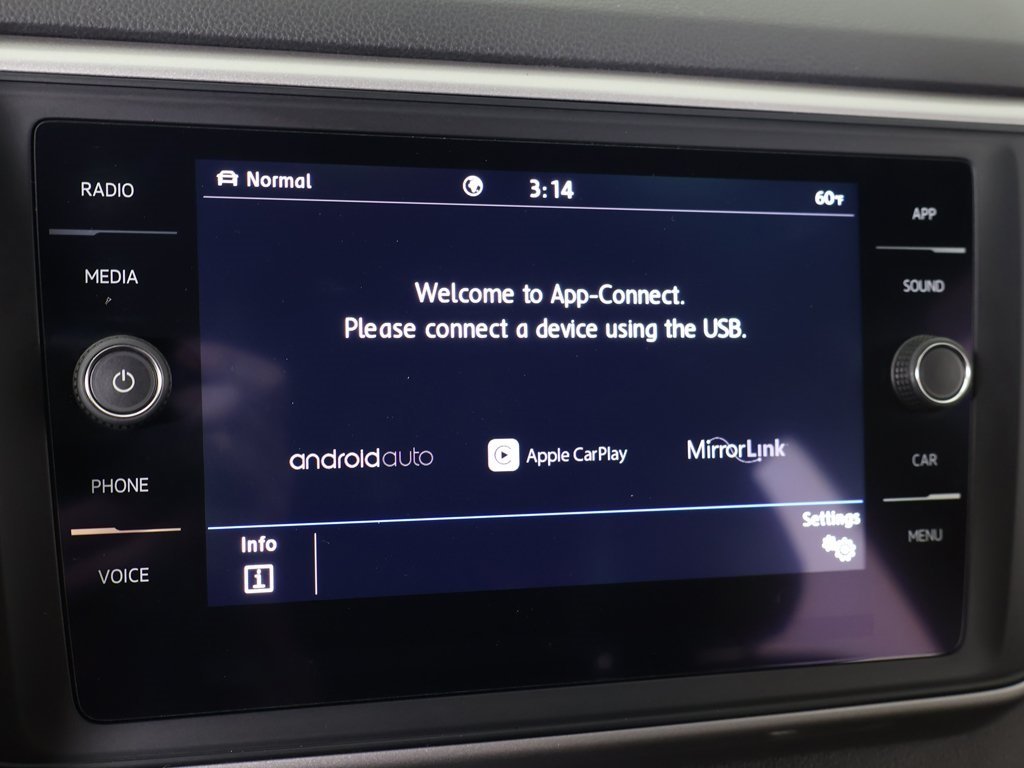 RADIO
MEDIA
PHONE
VOICE
Normal
3:14
60°F
Welcome to App-Connect.
Please connect a device using the USB.
androidauto
Apple CarPlay
MirrorLink
Info
i
Settings
APP
SOUND
CAR
MENU